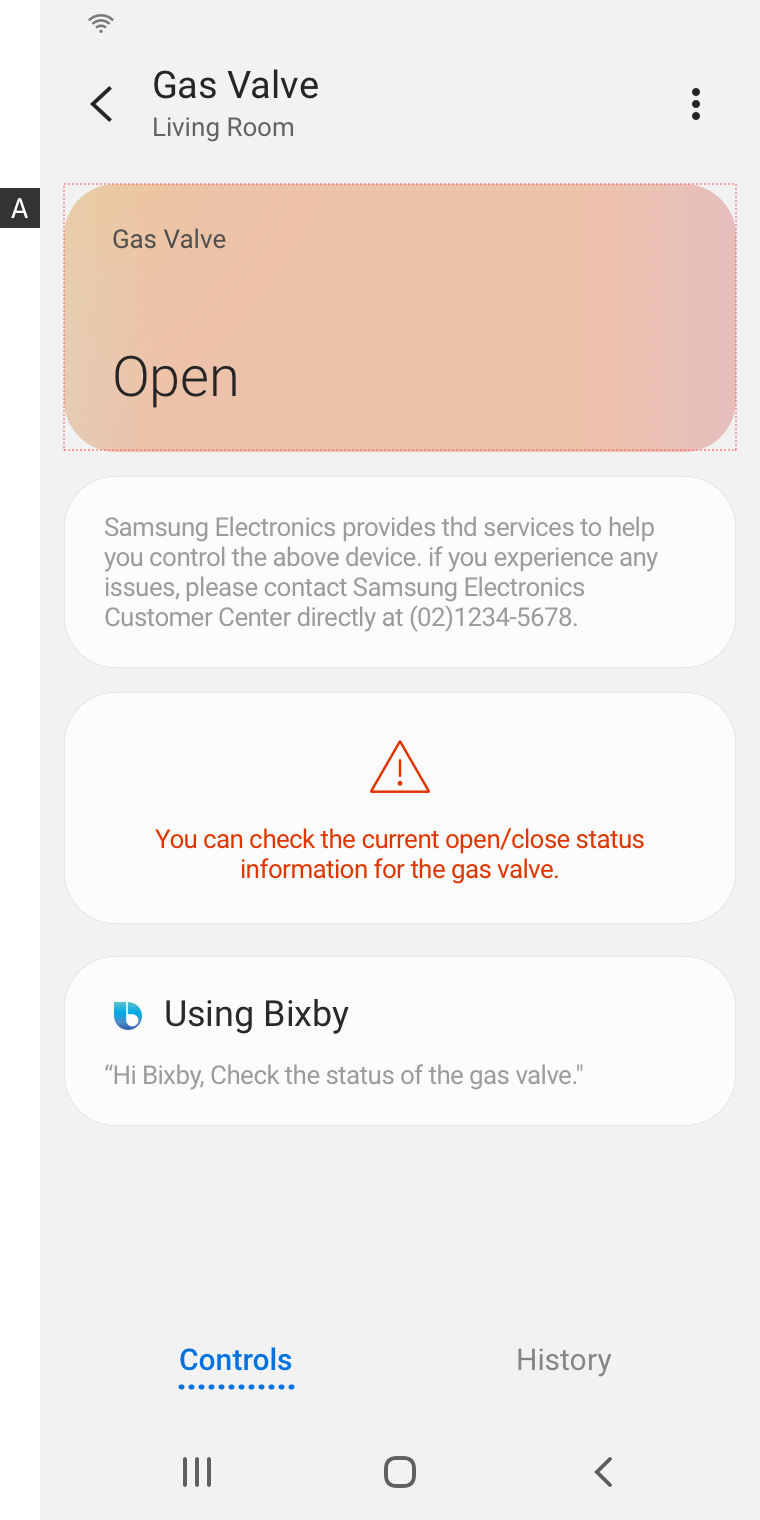 Gas Valve
Living Room
A
Gas Valve
Open
Samsung Electronics provides thd services to help
you control the above device. if you experience any
issues, please contact Samsung Electronics
Customer Center directly at (02)1234-5678.
You can check the current open/close status
information for the gas valve.
Using Bixby
“Hi Bixby, Check the status of the gas valve."
Controls
History